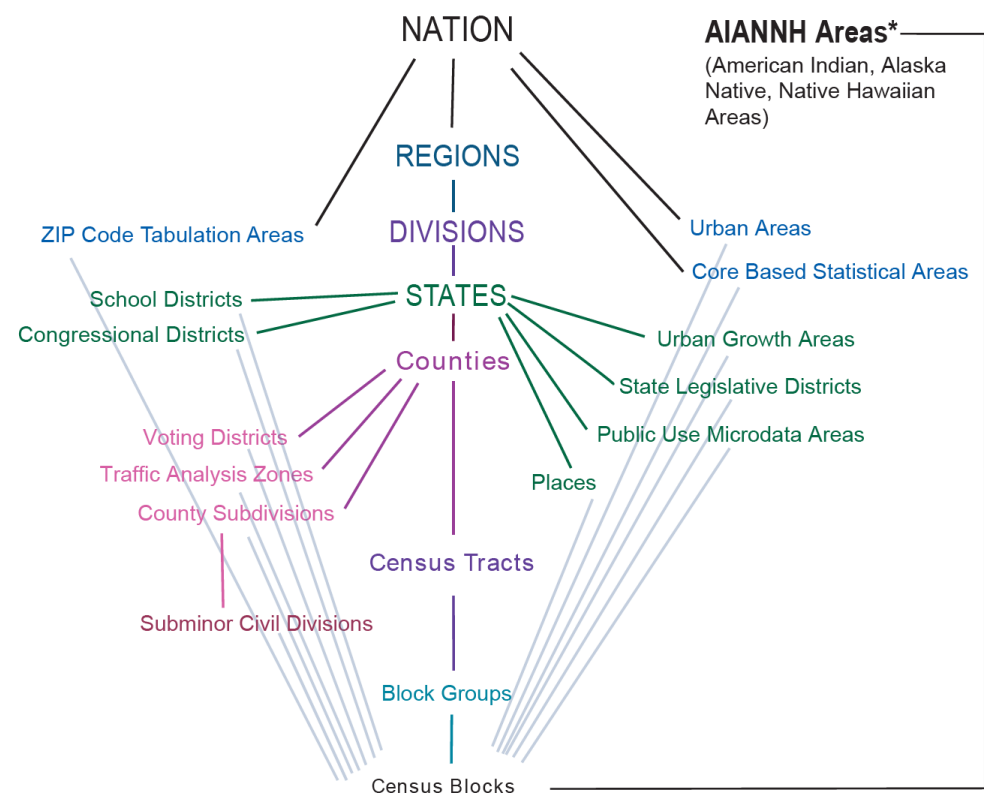 NATION
AIANNH Areas*
(American Indian, Alaska
Native, Native Hawaiian
Areas)
REGIONS
ZIP Code Tabulation Areas
DIVISIONS
Urban Areas
Core Based Statistical Areas
School Districts
STATES
Congressional Districts
Urban Growth Areas
Counties
State Legislative Districts
Voting Districts
Public Use Microdata Areas
Traffic Analysis Zones
Places
County Subdivisions
Census Tracts
Subminor Civil Divisions
Block Groups
Census Blocks